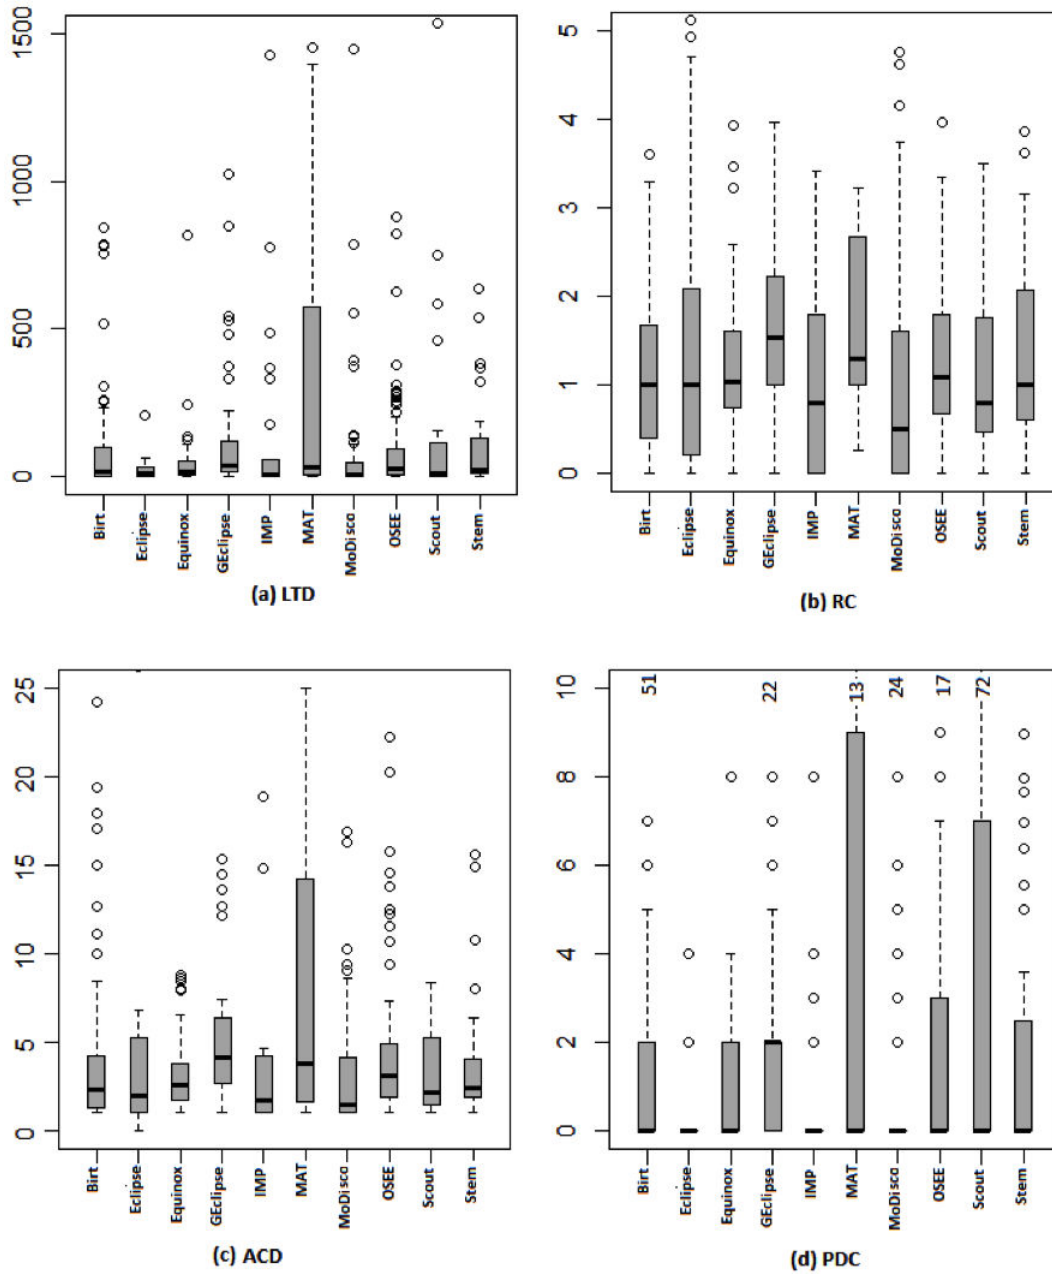 0 500 1000 1500
Birt Eclipse Equinox GEclipse IMP MAT MoDisco OSEE Scout Stem
(a) LTD
0 1 2 3 4 5
Birt Eclipse Equinox GEclipse IMP MAT MoDisco OSEE Scout Stem
(b) RC
0 5 10 15 20 25
Birt Eclipse Equinox GEclipse IMP MAT MoDisco OSEE Scout Stem
(c) ACD
0 2 4 6 8 10
51 22 13 24 17 72
Birt Eclipse Equinox GEclipse IMP MAT MoDisco OSEE Scout Stem
(d) PDC